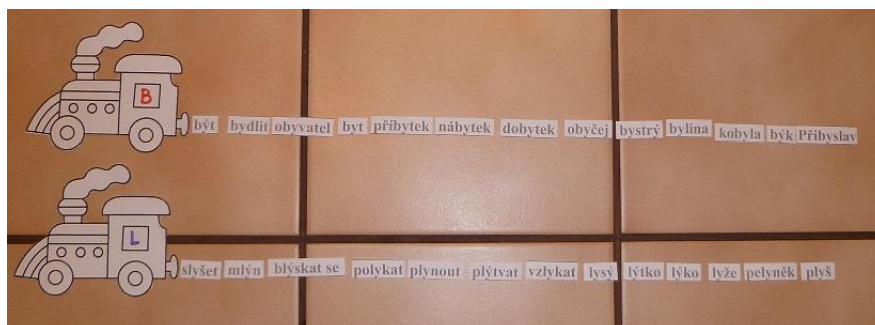 B
být bydlit obyvatel byt příbytek nábytek dobytek obyčej bystrý bylina kobyla býk Přibyslav
L
slyšet mlýn blýskat se polykat plynout plýtvat vzlykat lysý lýtko lýko lyže pelyněk plyš